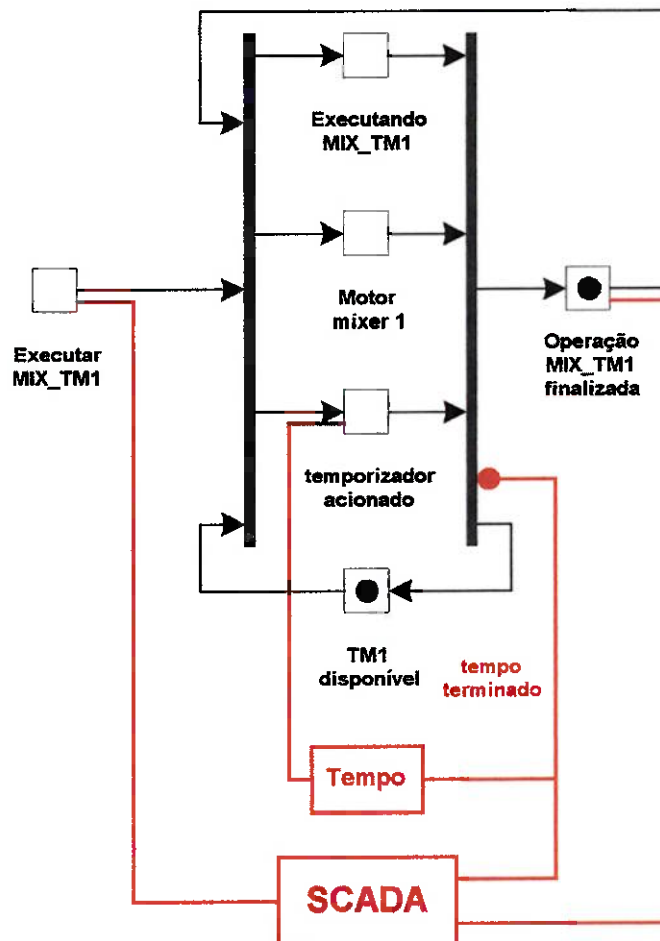 Executando
MIX_TM1
Motor
mixer 1
Executar
MIX_TM1
Operação
MIX_TM1
finalizada
temporizador
acionado
TM1
disponível
tempo
terminado
Tempo
SCADA